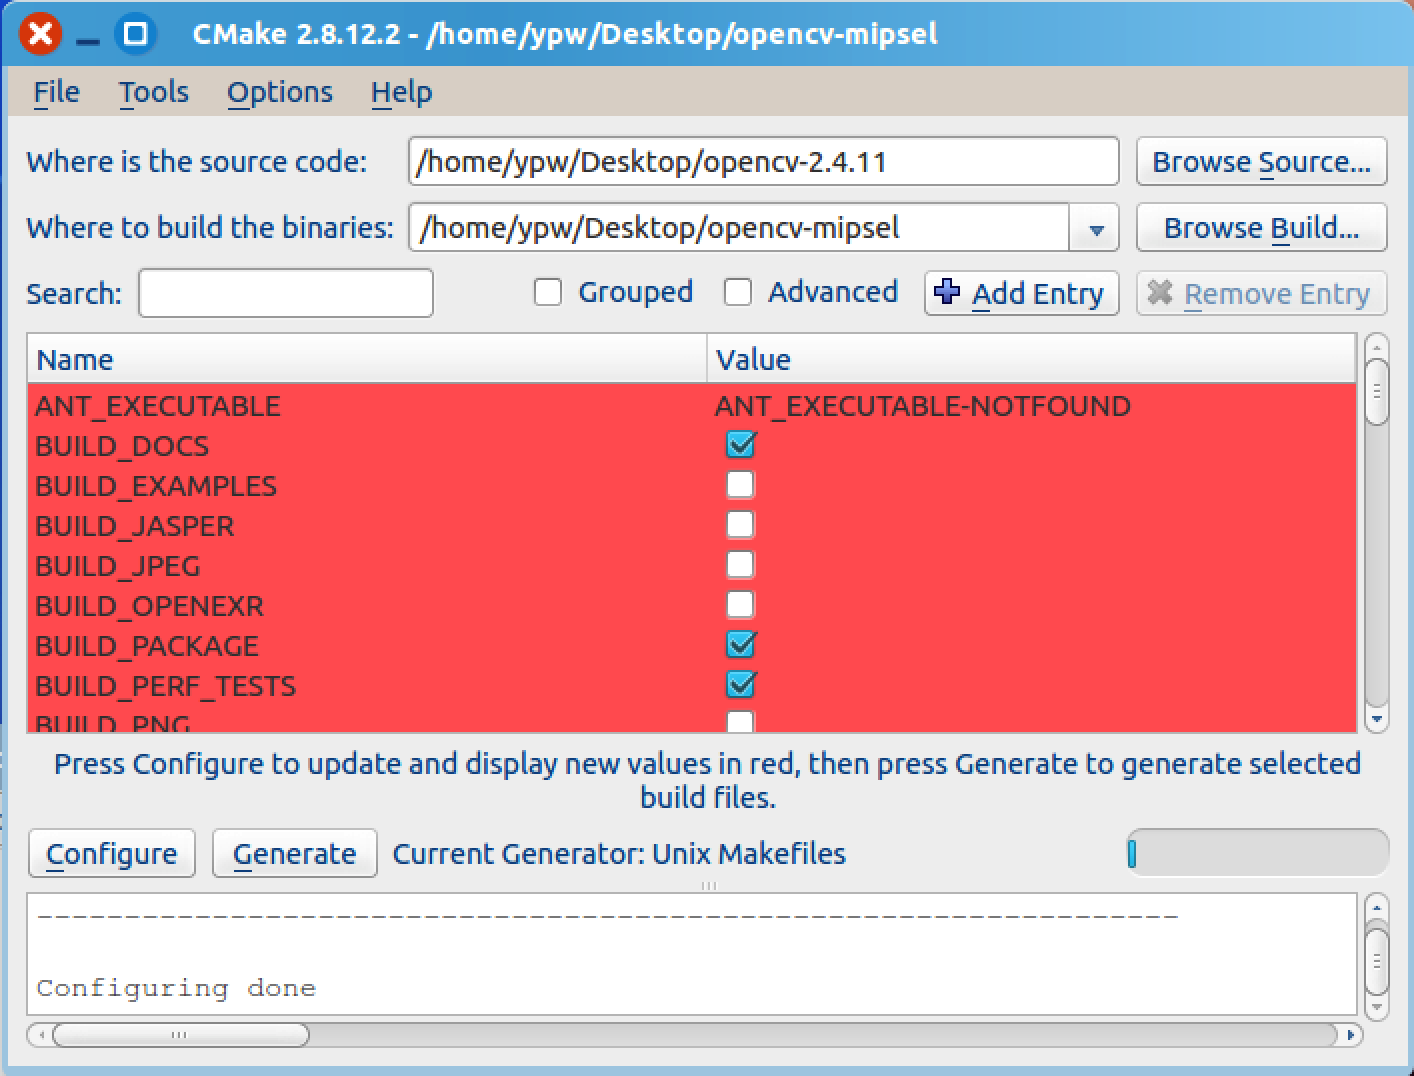 CMake 2.8.12.2 - /home/ypw/Desktop/opencv-mipsel
File Tools Options Help
Where is the source code: /home/ypw/Desktop/opencv-2.4.11 Browse Source...
Where to build the binaries: /home/ypw/Desktop/opencv-mipsel Browse Build...
Search: Grouped Advanced Add Entry Remove Entry
Name Value
ANT_EXECUTABLE ANT_EXECUTABLE-NOTFOUND
BUILD_DOCS
BUILD_EXAMPLES
BUILD_JASPER
BUILD_JPEG
BUILD_OPENEXR
BUILD_PACKAGE
BUILD_PERF_TESTS
BUILD_PNG
Press Configure to update and display new values in red, then press Generate to generate selected
build files.
Configure Generate Current Generator: Unix Makefiles
-----------------------------------------------------------------
Configuring done